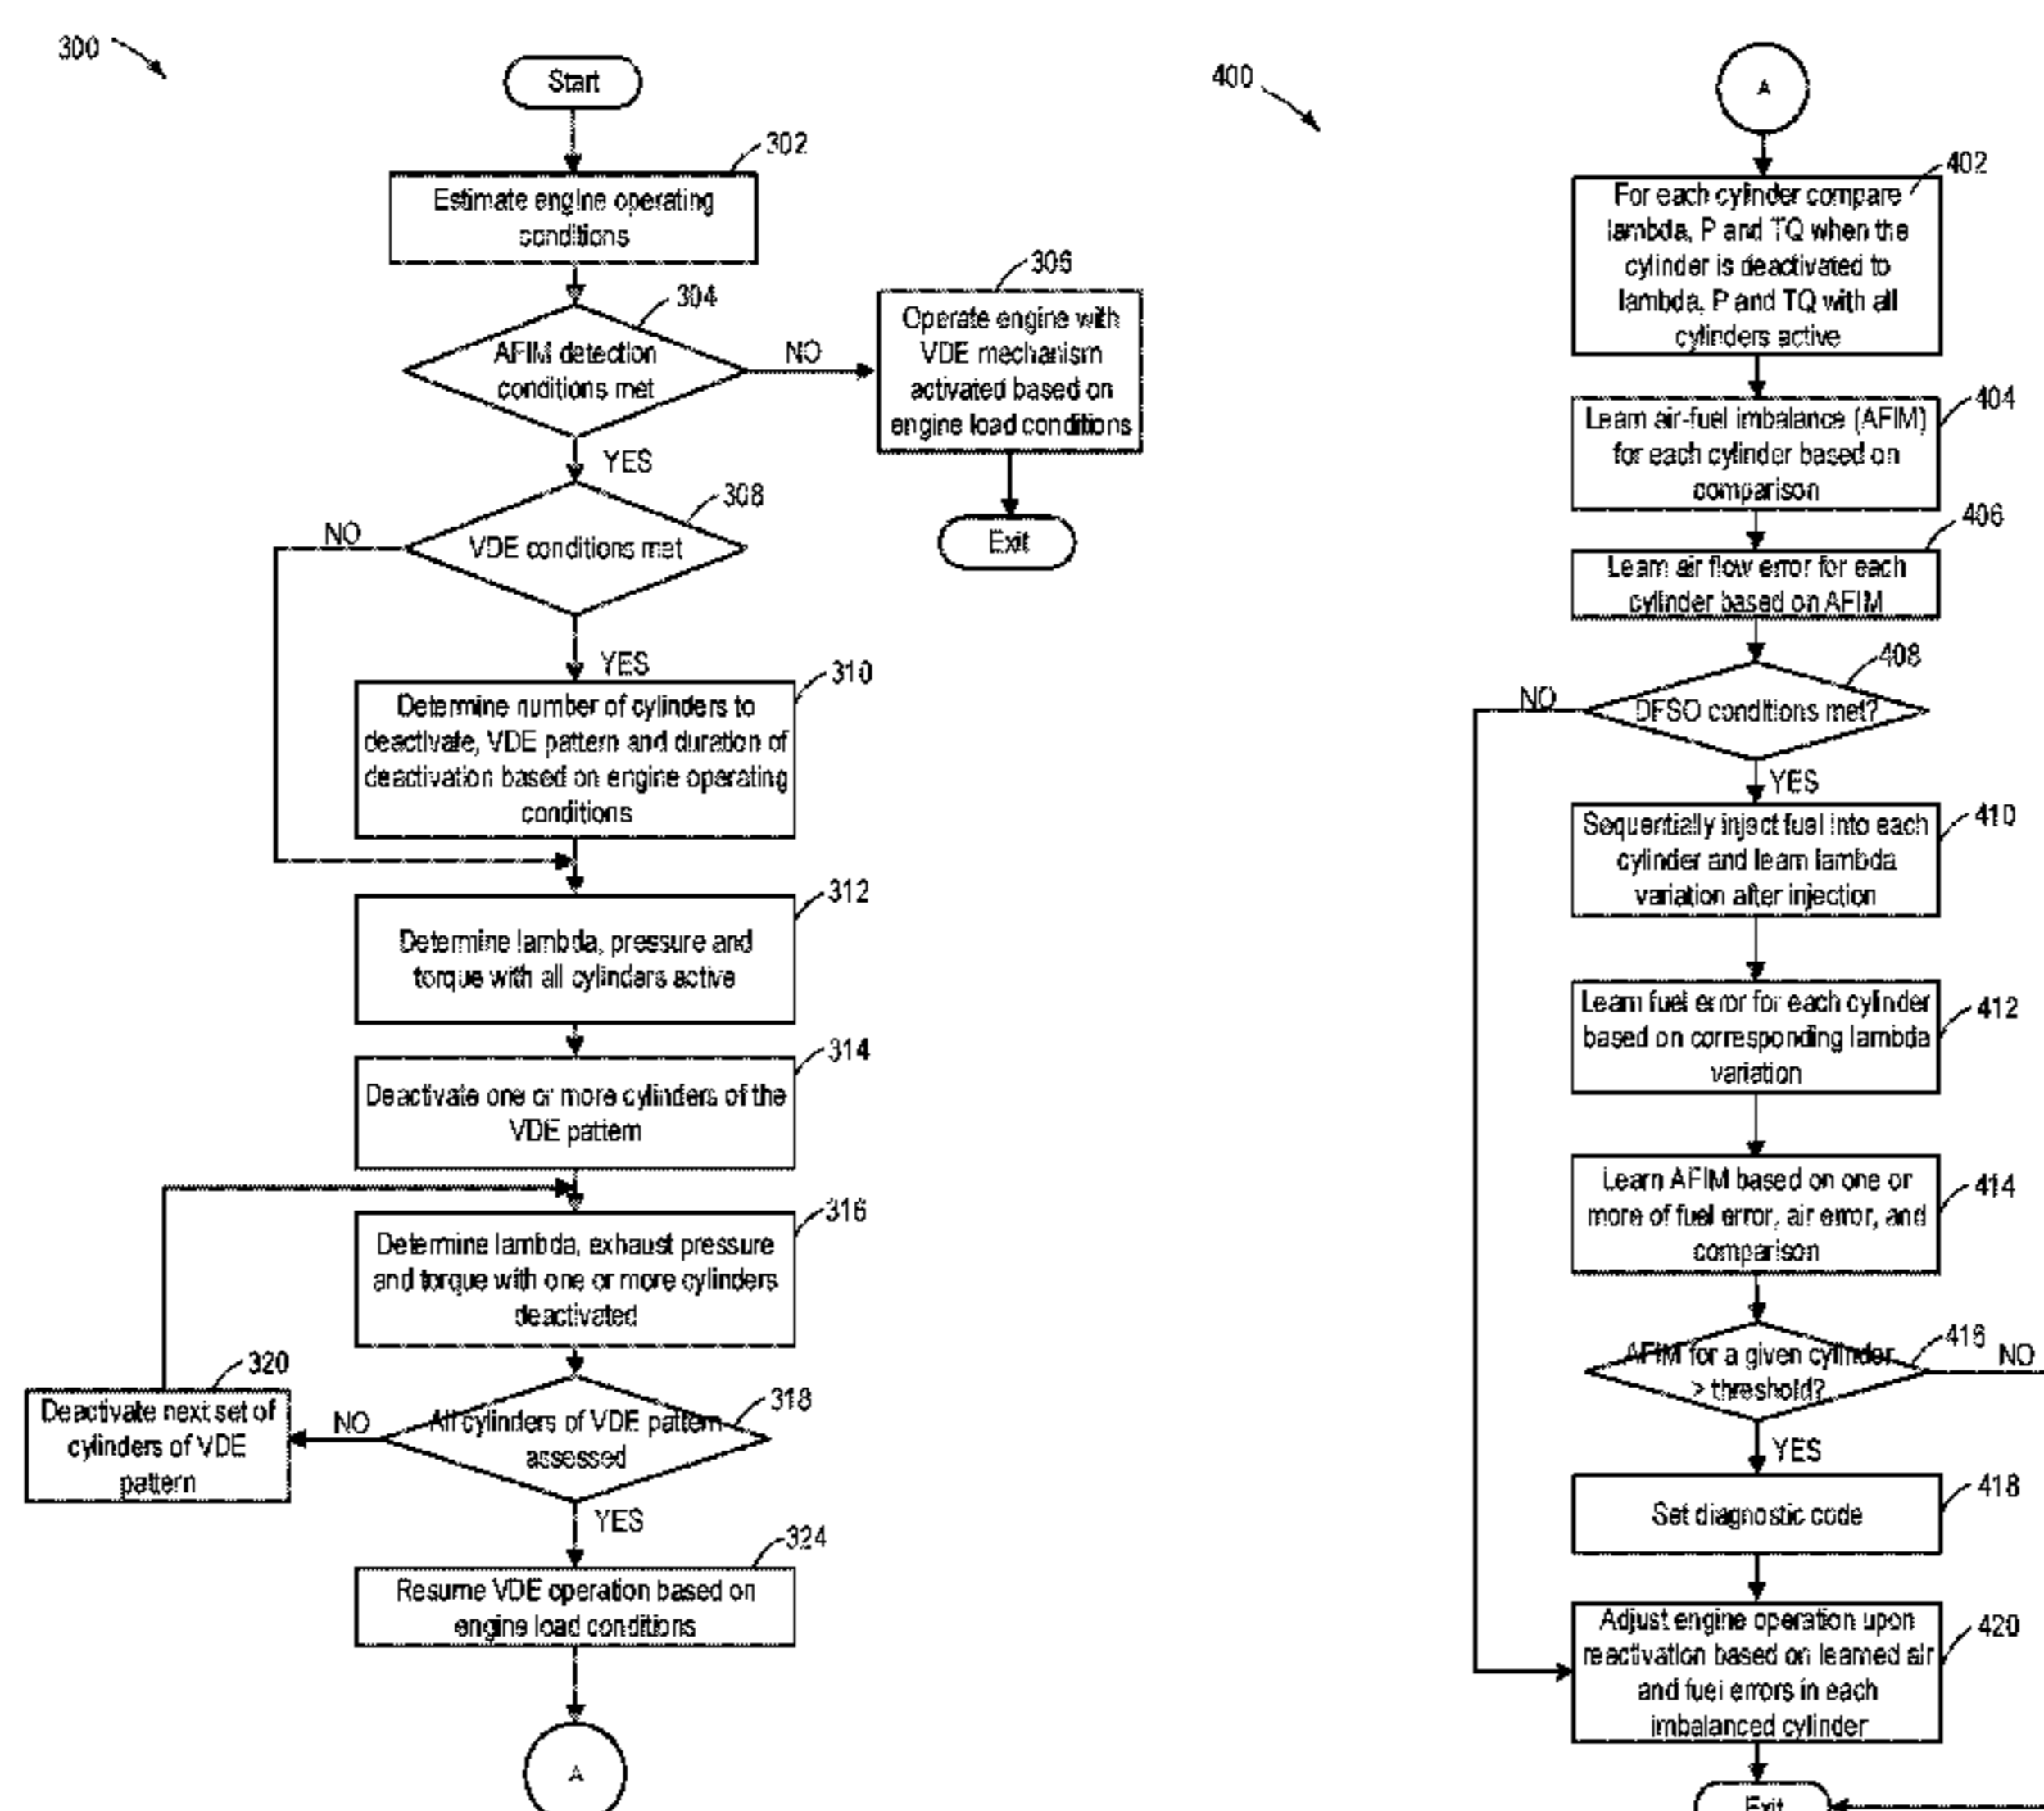 300
Start
302
Estimate engine operating
conditions
304
AFIM detection
conditions met
NO
306
Operate engine with
VDE mechanism
activated based on
engine load conditions
Exit
YES
308
VDE conditions met
NO
YES
310
Determine number of cylinders to
deactivate, VDE pattern and duration of
deactivation based on engine operating
conditions
312
Determine lambda, pressure and
torque with all cylinders active
314
Deactivate one or more cylinders of the
VDE pattern
316
Determine lambda, exhaust pressure
and torque with one or more cylinders
deactivated
318
All cylinders of VDE pattern
assessed
NO
320
Deactivate next set of
cylinders of VDE
pattern
YES
324
Resume VDE operation based on
engine load conditions
A
400
A
402
For each cylinder compare
lambda, P and TQ when the
cylinder is deactivated to
lambda, P and TQ with all
cylinders active
404
Learn air-fuel imbalance (AFIM)
for each cylinder based on
comparison
406
Learn air flow error for each
cylinder based on AFIM
408
DFSO conditions met?
NO
YES
410
Sequentially inject fuel into each
cylinder and learn lambda
variation after injection
412
Learn fuel error for each cylinder
based on corresponding lambda
variation
414
Learn AFIM based on one or
more of fuel error, air error, and
comparison
416
AFIM for a given cylinder
> threshold?
NO
YES
418
Set diagnostic code
420
Adjust engine operation upon
reactivation based on learned air
and fuel errors in each
imbalanced cylinder
Exit